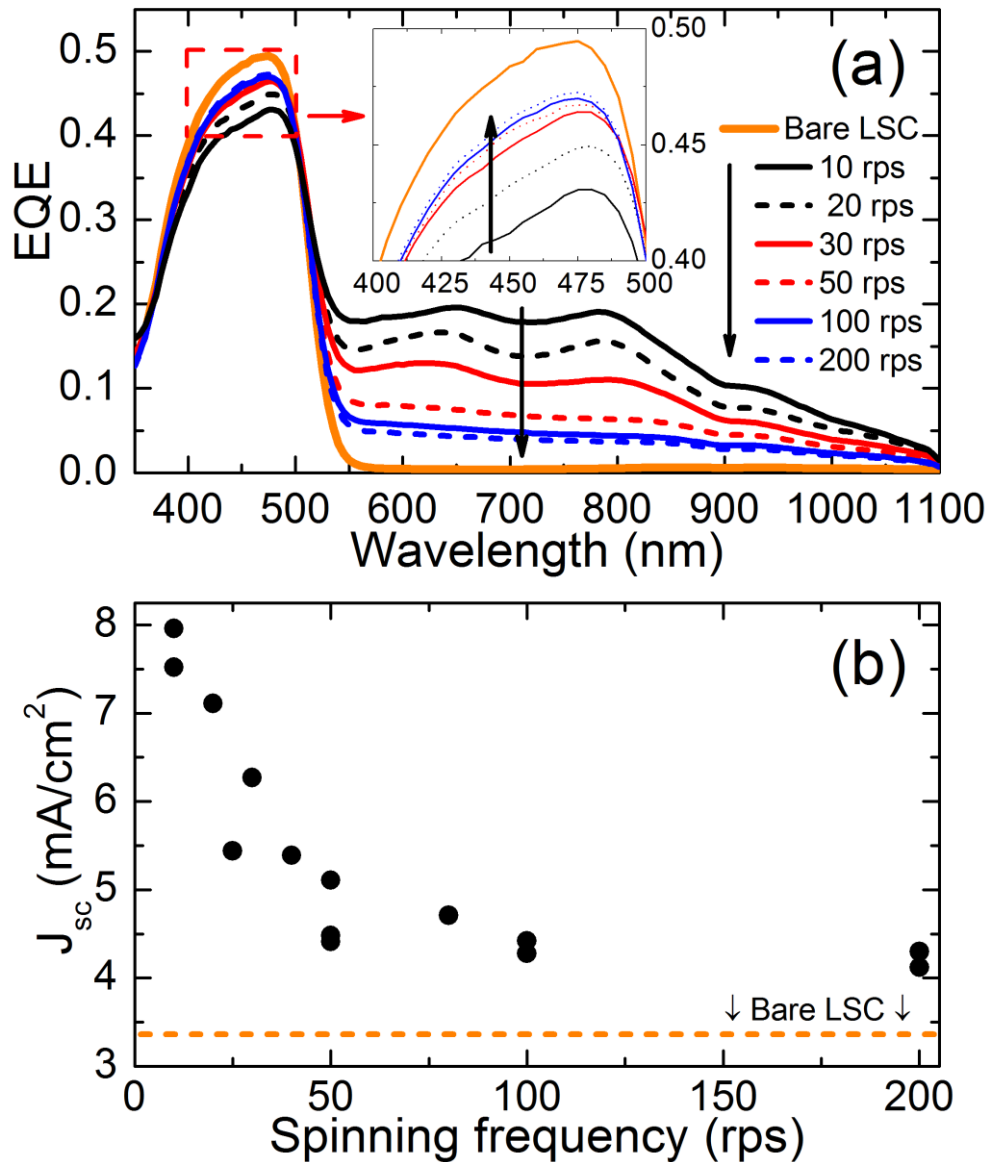 (a)
EQE
0.5
0.4
0.3
0.2
0.1
0.0
0.50
0.45
0.40
400 425 450 475 500
Bare LSC
10 rps
20 rps
30 rps
50 rps
100 rps
200 rps
400 500 600 700 800 900 1000 1100
Wavelength (nm)
(b)
J_sc (mA/cm²)
8
7
6
5
4
3
↓ Bare LSC ↓
0 50 100 150 200
Spinning frequency (rps)